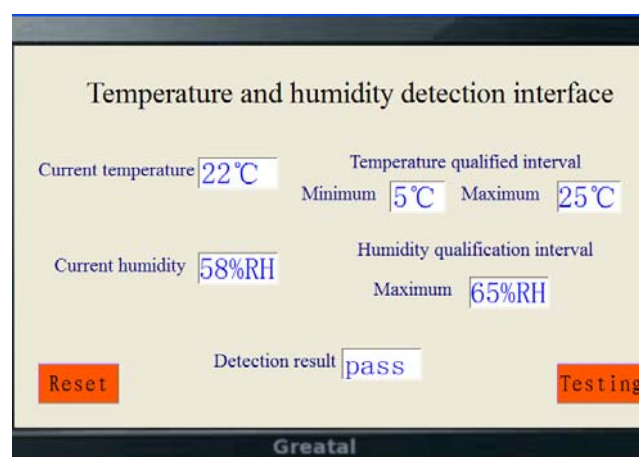 Temperature and humidity detection interface
Current temperature 22℃
Temperature qualified interval
Minimum 5℃ Maximum 25℃
Current humidity 58%RH
Humidity qualification interval
Maximum 65%RH
Detection result pass
Reset
Testing
Greatal